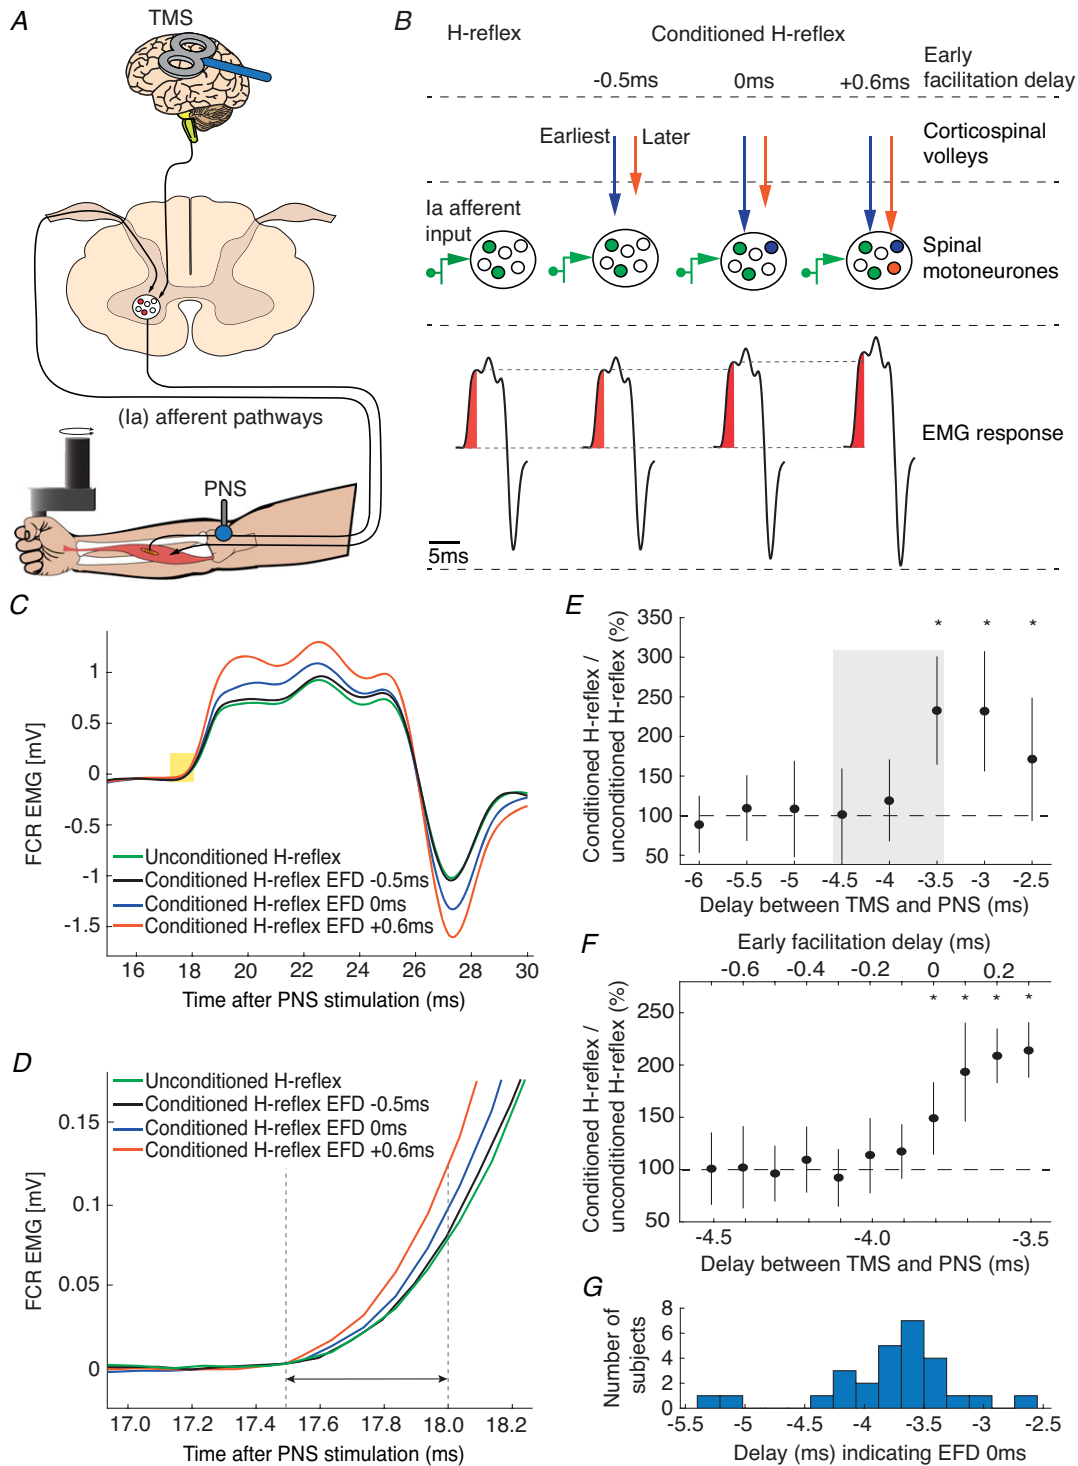 A
TMS
(Ia) afferent pathways
PNS
B
H-reflex
Conditioned H-reflex
-0.5ms
0ms
+0.6ms
Early
facilitation delay
Earliest
Later
Corticospinal
volleys
Ia afferent
input
Spinal
motoneurones
EMG response
5ms
C
FCR EMG [mV]
1
0.5
0
-0.5
-1
-1.5
Unconditioned H-reflex
Conditioned H-reflex EFD -0.5ms
Conditioned H-reflex EFD 0ms
Conditioned H-reflex EFD +0.6ms
16 18 20 22 24 26 28 30
Time after PNS stimulation (ms)
D
FCR EMG [mV]
0.15
0.1
0.05
0
Unconditioned H-reflex
Conditioned H-reflex EFD -0.5ms
Conditioned H-reflex EFD 0ms
Conditioned H-reflex EFD +0.6ms
17.0 17.2 17.4 17.6 17.8 18.0 18.2
Time after PNS stimulation (ms)
E
Conditioned H-reflex /
unconditioned H-reflex (%)
350
300
250
200
150
100
50
* * *
-6 -5.5 -5 -4.5 -4 -3.5 -3 -2.5
Delay between TMS and PNS (ms)
F
Early facilitation delay (ms)
-0.6 -0.4 -0.2 0 0.2
Conditioned H-reflex /
unconditioned H-reflex (%)
250
200
150
100
50
* * * *
-4.5 -4.0 -3.5
Delay between TMS and PNS (ms)
G
Number of
subjects
8
6
4
2
0
-5.5 -5 -4.5 -4 -3.5 -3 -2.5
Delay (ms) indicating EFD 0ms